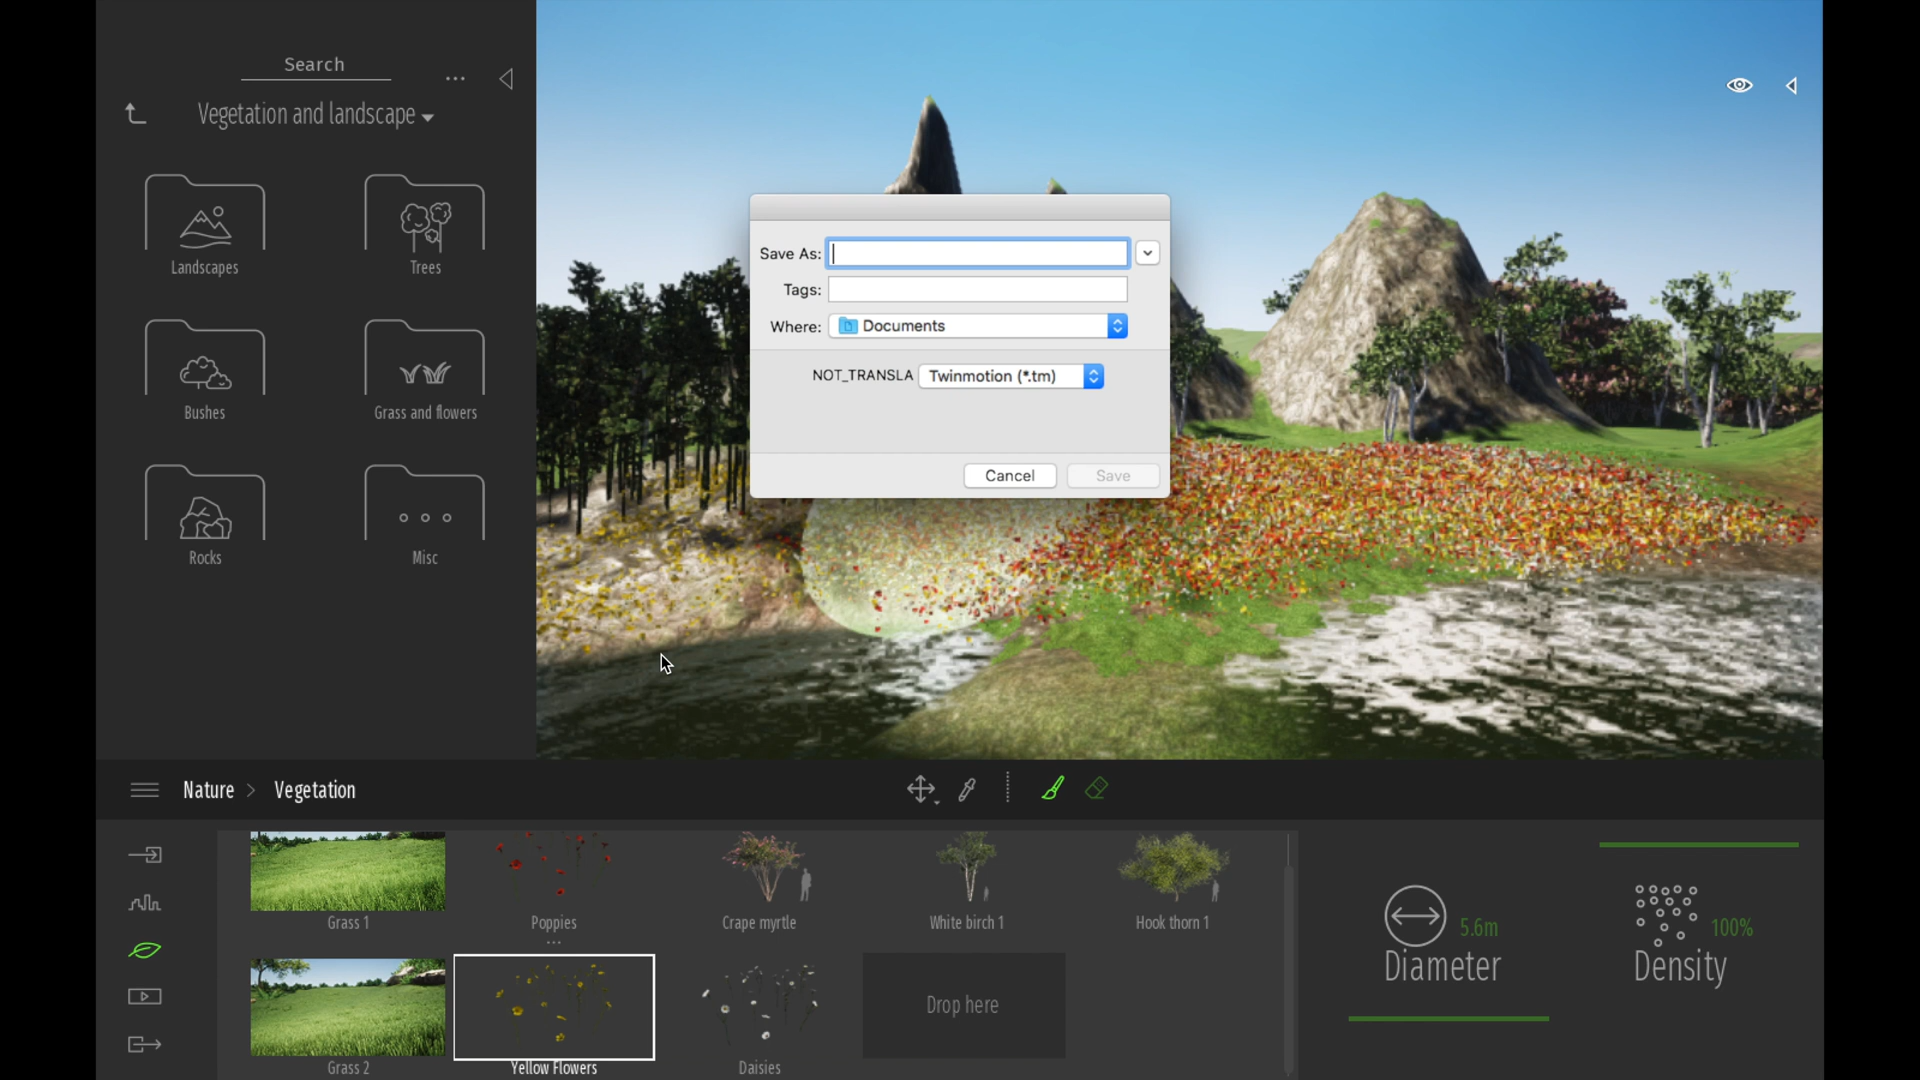 Search
...
Vegetation and landscape
Landscapes
Trees
Bushes
Grass and flowers
Rocks
Misc
Save As:
Tags:
Where: Documents
NOT_TRANSLA Twinmotion (*.tm)
Cancel Save
Nature > Vegetation
Grass 1
Poppies
...
Crape myrtle
White birch 1
Hook thorn 1
Grass 2
Yellow Flowers
Daisies
Drop here
5.6m
Diameter
100%
Density